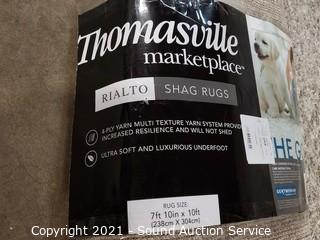 Thomasville
marketplace
RIALTO SHAG RUGS
4-PLY YARN MULTI TEXTURE YARN SYSTEM PROVID
INCREASED RESILIENCE AND WILL NOT SHED
ULTRA SOFT AND LUXURIOUS UNDERFOOT
RUG SIZE:
7ft 10in x 10ft
(238cm X 304cm)
Copyright 2021 - Sound Auction Service